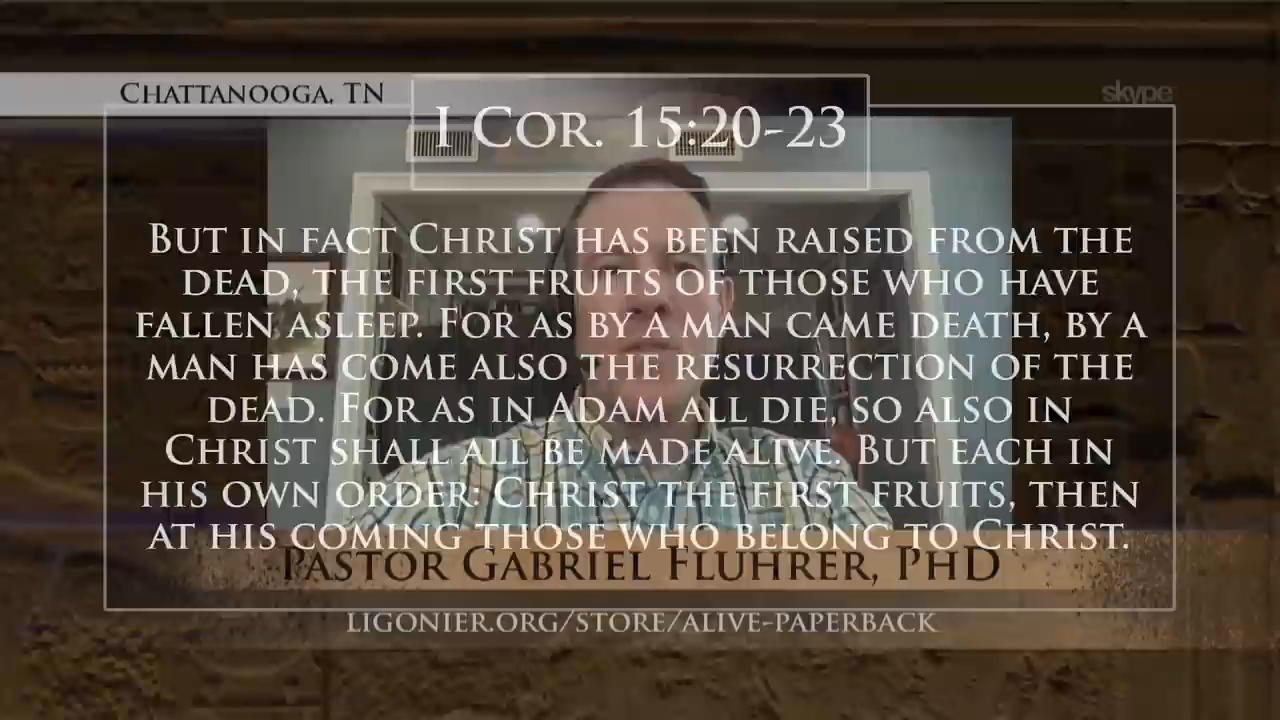 CHATTANOOGA, TN
skype
I COR. 15:20-23
BUT IN FACT CHRIST HAS BEEN RAISED FROM THE
DEAD, THE FIRST FRUITS OF THOSE WHO HAVE
FALLEN ASLEEP. FOR AS BY A MAN CAME DEATH, BY A
MAN HAS COME ALSO THE RESURRECTION OF THE
DEAD. FOR AS IN ADAM ALL DIE, SO ALSO IN
CHRIST SHALL ALL BE MADE ALIVE. BUT EACH IN
HIS OWN ORDER: CHRIST THE FIRST FRUITS, THEN
AT HIS COMING THOSE WHO BELONG TO CHRIST.
PASTOR GABRIEL FLUHRER, PHD
LIGONIER.ORG/STORE/ALIVE-PAPERBACK